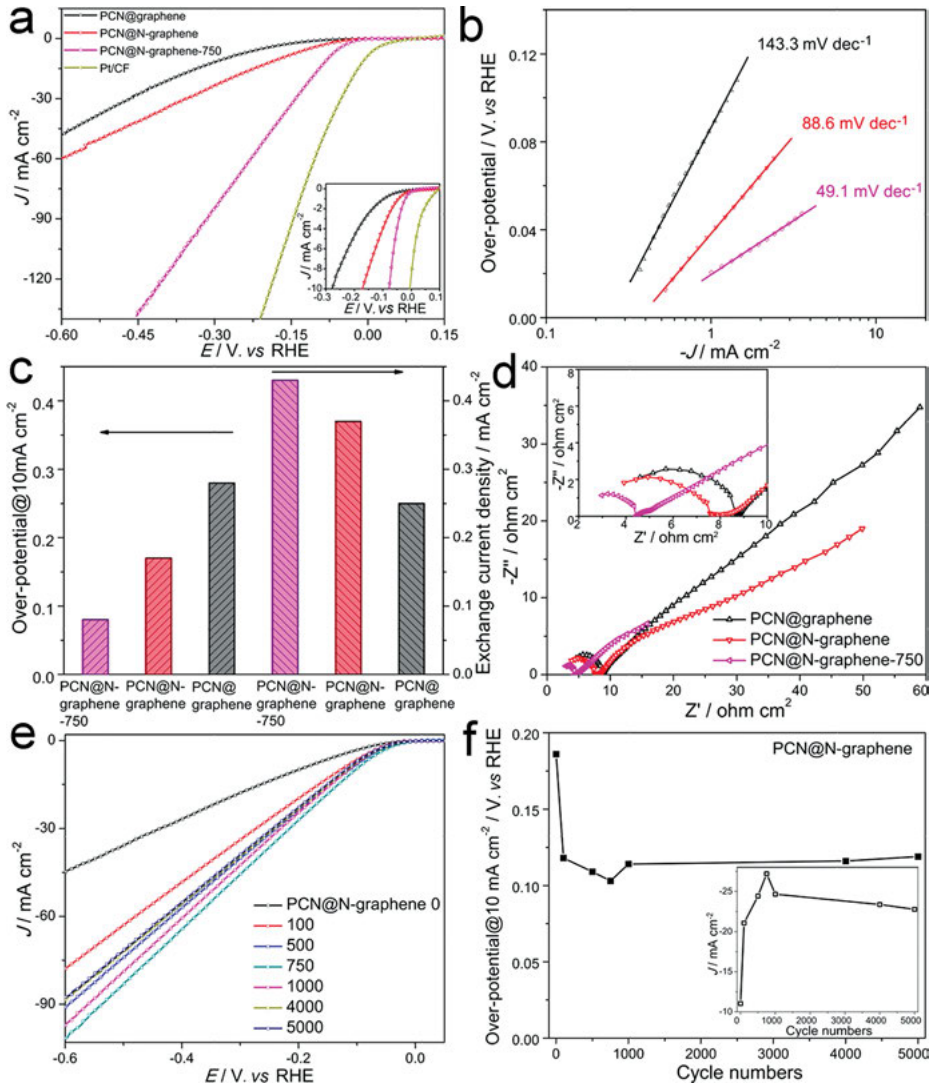 a
PCN@graphene
PCN@N-graphene
PCN@N-graphene-750
Pt/CF
0
-30
-60
-90
-120
J / mA cm-2
-0.60
-0.45
-0.30
-0.15
0.00
0.15
E / V. vs RHE
0
-2
-4
-6
-8
-10
J / mA cm-2
-0.3
-0.2
-0.1
0.0
0.1
E / V. vs RHE
b
143.3 mV dec-1
88.6 mV dec-1
49.1 mV dec-1
0.12
0.08
0.04
0.00
Over-potential / V. vs RHE
0.1
1
10
-J / mA cm-2
c
0.4
0.3
0.2
0.1
0.0
Over-potential@10mA cm-2
0.4
0.3
0.2
0.1
0.0
Exchange current density / mA cm-2
PCN@N-
graphene
-750
PCN@N-
graphene
PCN@
graphene
PCN@N-
graphene
-750
PCN@N-
graphene
PCN@
graphene
d
40
30
20
10
0
-Z" / ohm cm2
0
10
20
30
40
50
60
Z' / ohm cm2
8
6
4
2
0
-Z" / ohm cm2
2
4
6
8
10
Z' / ohm cm2
PCN@graphene
PCN@N-graphene
PCN@N-graphene-750
e
0
-30
-60
-90
J / mA cm-2
-0.6
-0.4
-0.2
0.0
E / V. vs RHE
PCN@N-graphene 0
100
500
750
1000
4000
5000
f
PCN@N-graphene
0.20
0.15
0.10
0.05
0.00
Over-potential@10 mA cm-2 / V. vs RHE
0
1000
2000
3000
4000
5000
Cycle numbers
-25
-20
-15
-10
J / mA cm-2
0
1000
2000
3000
4000
5000
Cycle numbers